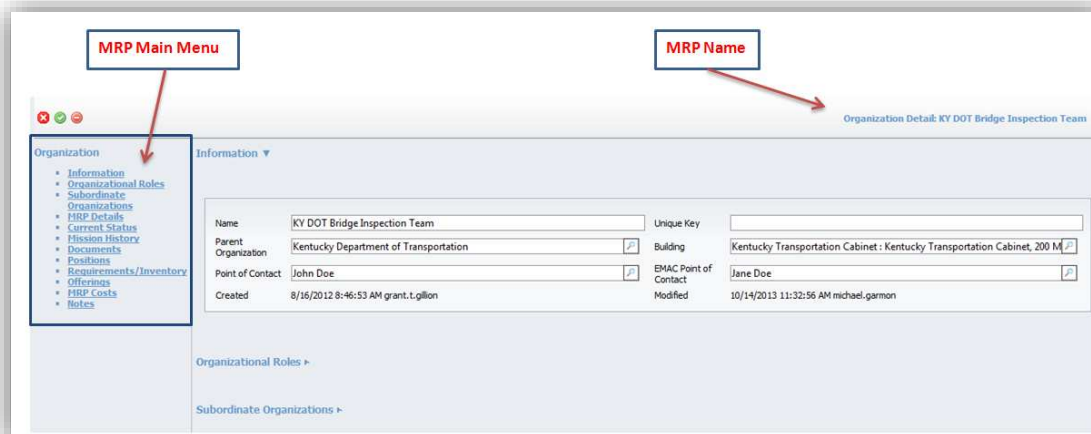 MRP Main Menu
MRP Name
Organization Detail: KY DOT Bridge Inspection Team
Organization
Information
Organizational Roles
Subordinate
Organizations
MRP Details
Current Status
Mission History
Documents
Positions
Requirements/Inventory
Offerings
MRP Costs
Notes
Information
Name KY DOT Bridge Inspection Team Unique Key
Parent
Organization Kentucky Department of Transportation Building Kentucky Transportation Cabinet : Kentucky Transportation Cabinet, 200 M
Point of Contact John Doe EMAC Point of
Contact Jane Doe
Created 8/16/2012 8:46:53 AM grant.t.gillion Modified 10/14/2013 11:32:56 AM michael.garmon
Organizational Roles
Subordinate Organizations